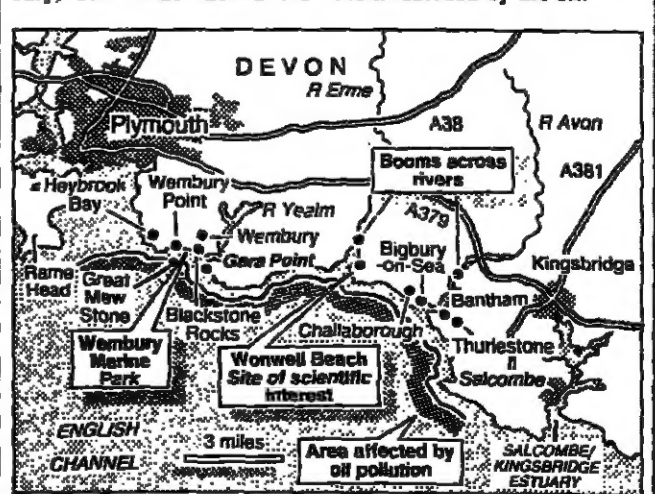 DEVON
R Erme
Plymouth
A38
R Avon
Booms across
rivers
A381
Heybrook
Bay
Wembury
Point
R Yealm
Wembury
A379
Bigbury
-on-Sea
Gara Point
Kingsbridge
Rame
Head
Great
Mew
Stone
Blackstone
Rocks
Bantham
Challaborough
Wembury
Marine
Park
Wonwell Beach
Site of scientific
interest
Thurlestone
Salcombe
ENGLISH
CHANNEL
3 miles
Area affected by
oil pollution
SALCOMBE/
KINGSBRIDGE
ESTUARY